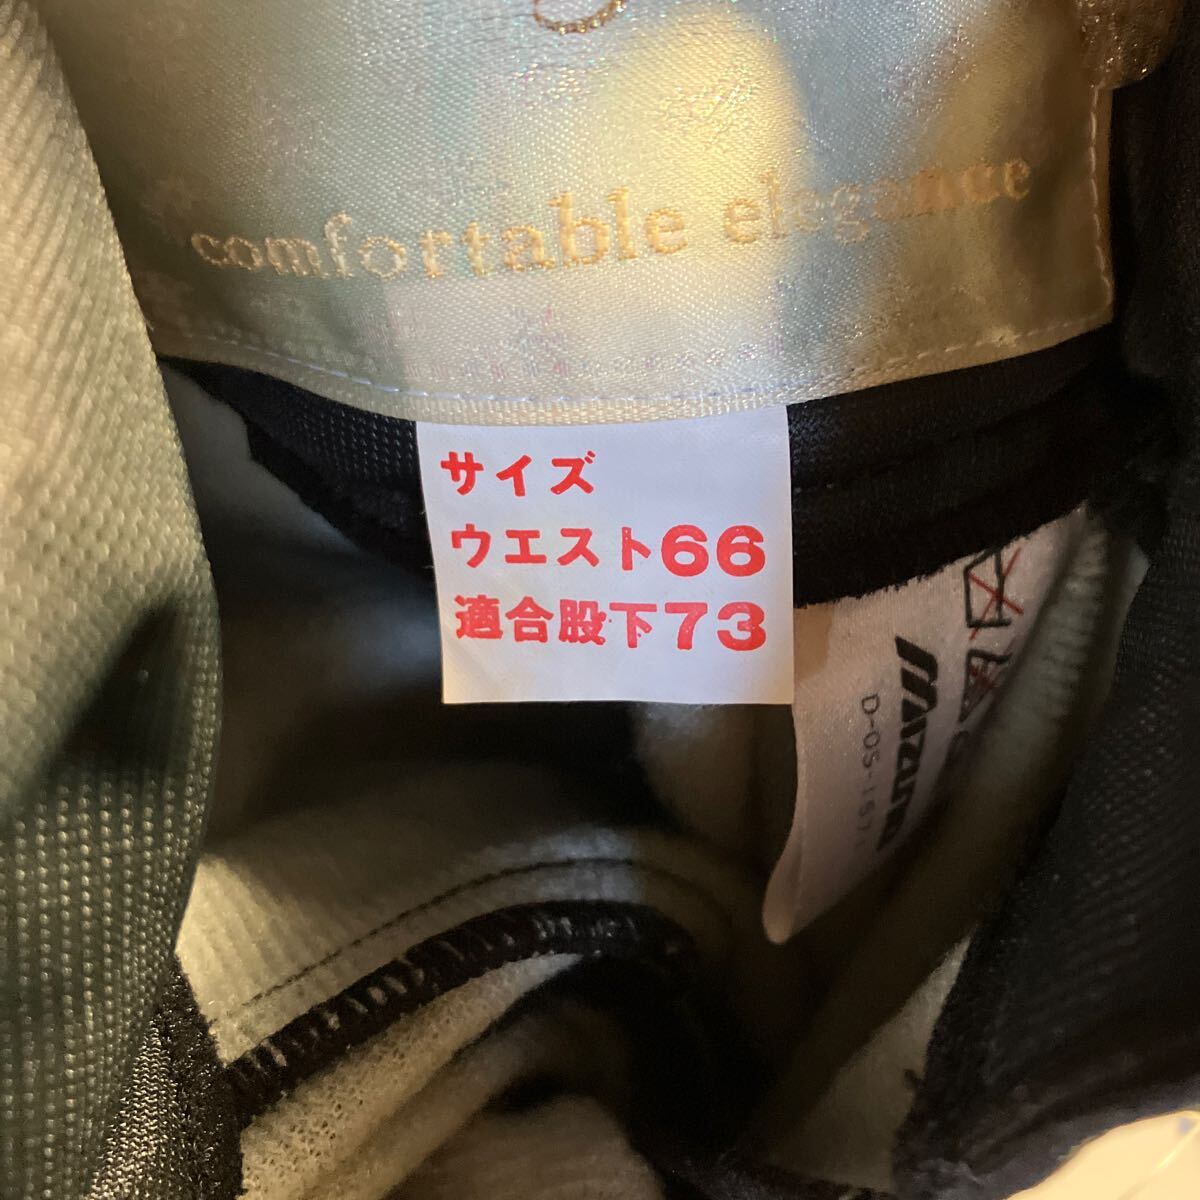 comfortable elegance
サイズ
ウエスト66
適合股下73
Mizuno